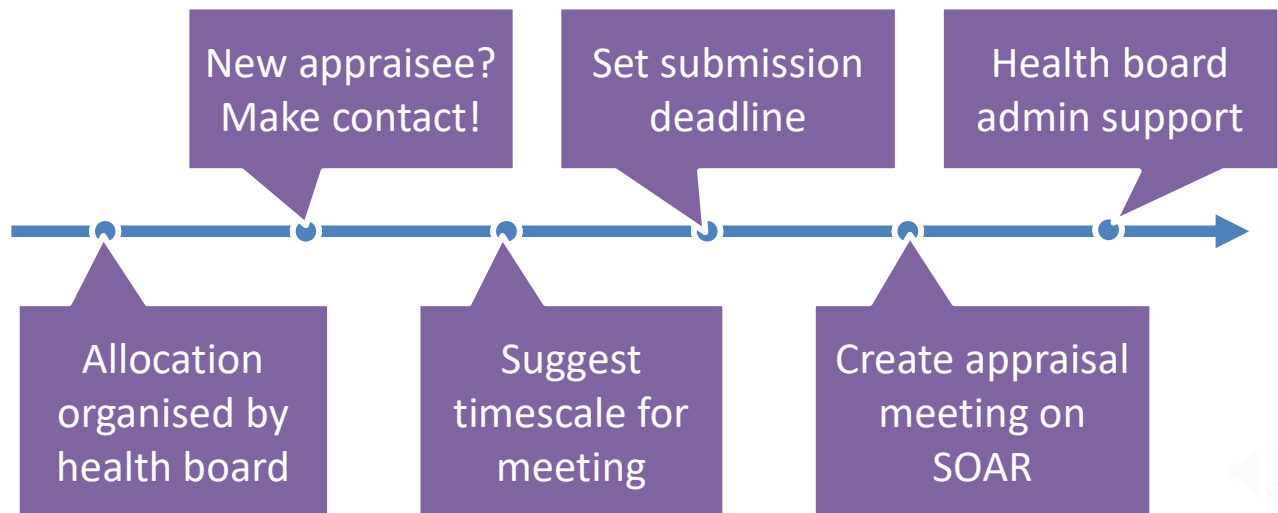 New appraisee?
Make contact!
Set submission
deadline
Health board
admin support
Allocation
organised by
health board
Suggest
timescale for
meeting
Create appraisal
meeting on
SOAR